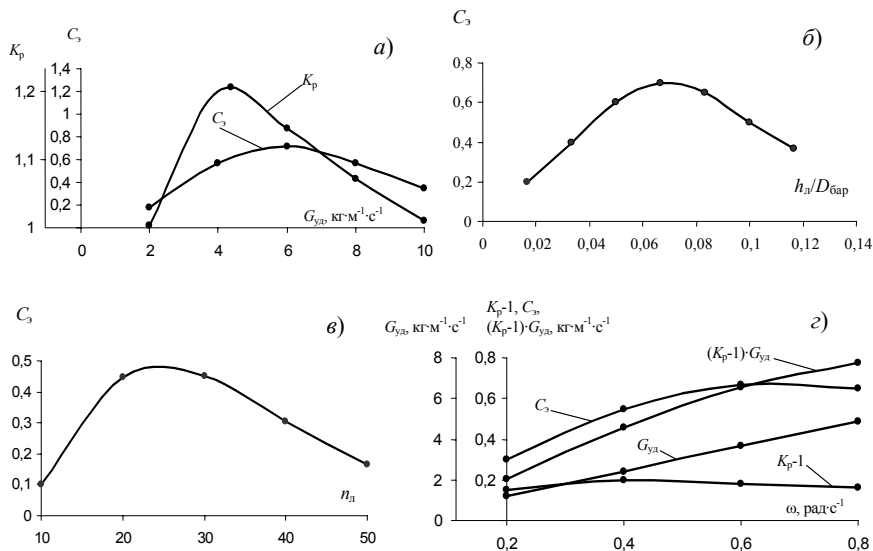 Kр
Cэ
а)
1,4
1,2
1,2
1
Kр
0,8
Cэ
1,1
0,6
0,4
0,2
Gуд, кг·м⁻¹·с⁻¹
1
0
0
2
4
6
8
10
Cэ
б)
0,8
0,6
0,4
0,2
hл/Dбар
0
0
0,02
0,04
0,06
0,08
0,1
0,12
0,14
Cэ
в)
0,5
0,4
0,3
0,2
0,1
nл
0
10
20
30
40
50
Gуд, кг·м⁻¹·с⁻¹
Kр-1, Cэ,
(Kр-1)·Gуд, кг·м⁻¹·с⁻¹
г)
8
0,8
(Kр-1)·Gуд
6
0,6
Cэ
4
0,4
Gуд
Kр-1
2
0,2
ω, рад·с⁻¹
0
0
0,2
0,4
0,6
0,8